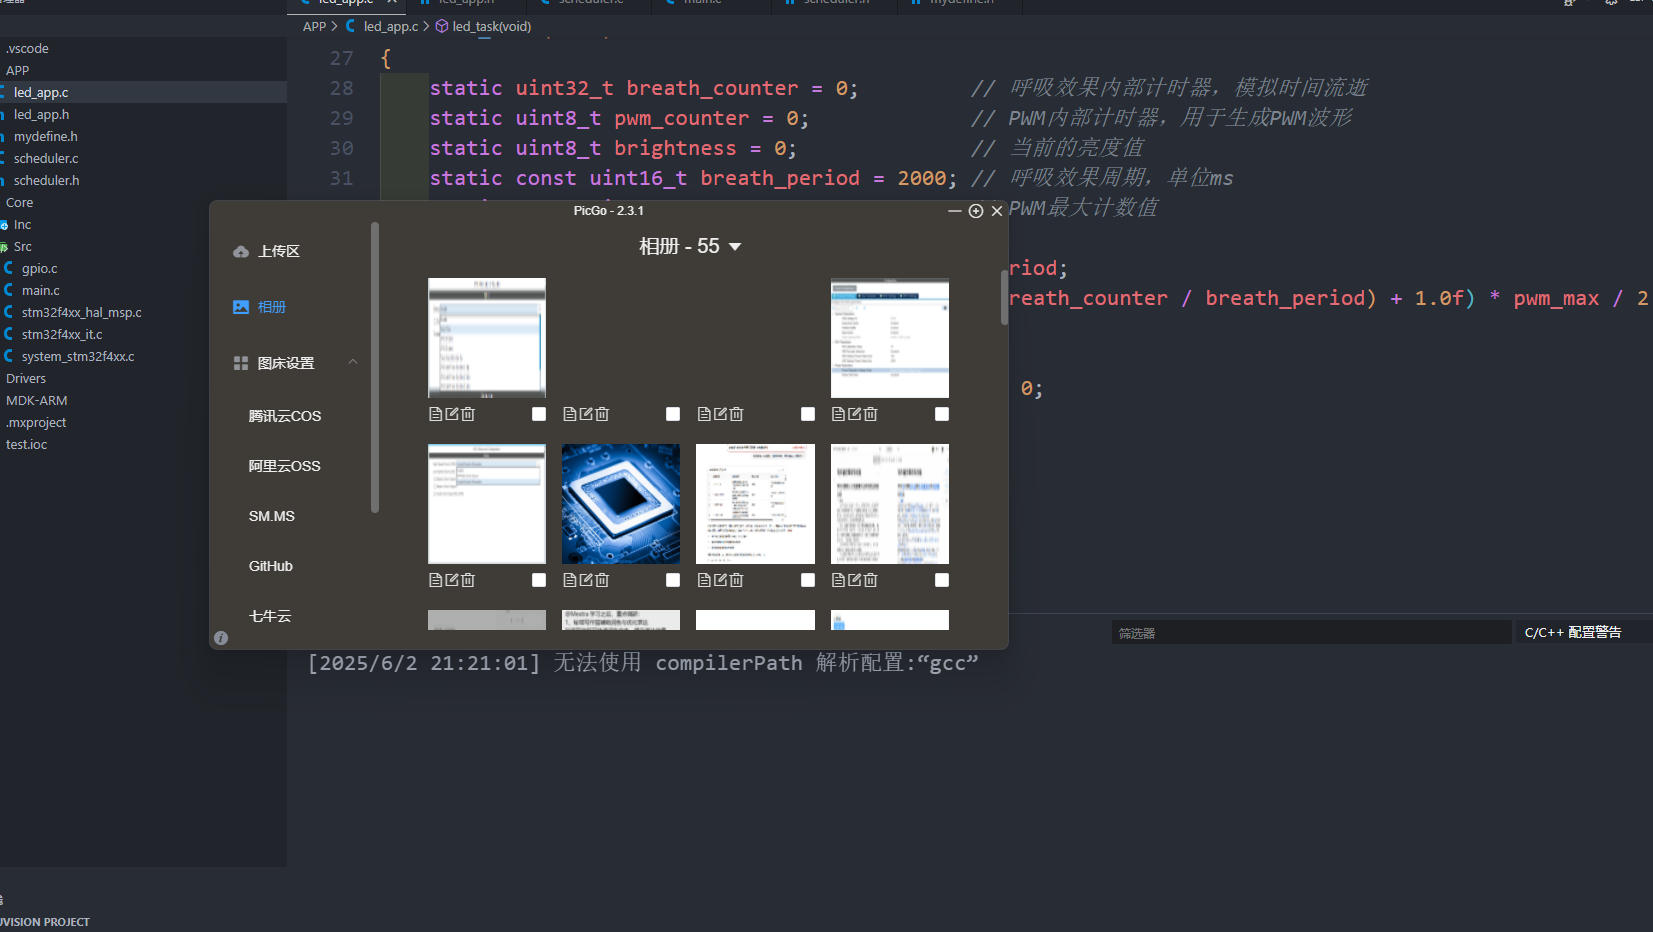 led_app.c
led_app.h
scheduler.c
main.c
scheduler.h
mydefine.h
APP > led_app.c > led_task(void)
.vscode
APP
led_app.c
led_app.h
mydefine.h
scheduler.c
scheduler.h
Core
Inc
Src
gpio.c
main.c
stm32f4xx_hal_msp.c
stm32f4xx_it.c
system_stm32f4xx.c
Drivers
MDK-ARM
.mxproject
test.ioc
27 {
28 static uint32_t breath_counter = 0; // 呼吸效果内部计时器，模拟时间流逝
29 static uint8_t pwm_counter = 0; // PWM内部计时器，用于生成PWM波形
30 static uint8_t brightness = 0; // 当前的亮度值
31 static const uint16_t breath_period = 2000; // 呼吸效果周期，单位ms
PWM最大计数值
riod;
reath_counter / breath_period) + 1.0f) * pwm_max / 2
0;
PicGo - 2.3.1
上传区
相册
图床设置
腾讯云COS
阿里云OSS
SM.MS
GitHub
七牛云
相册 - 55
筛选器
C/C++ 配置警告
[2025/6/2 21:21:01] 无法使用 compilerPath 解析配置:“gcc”
UVISION PROJECT